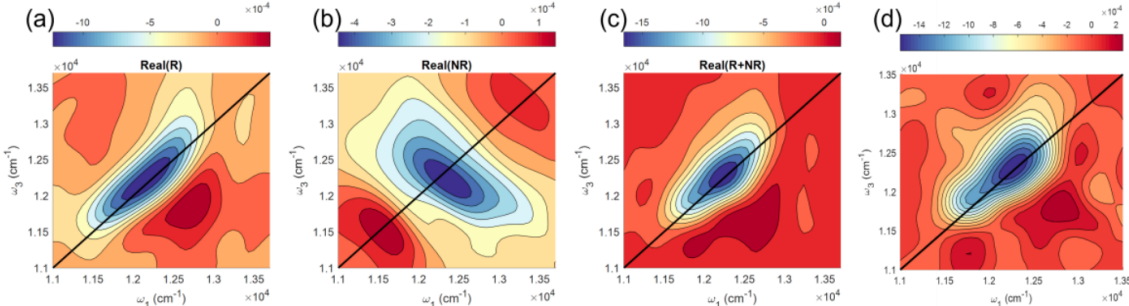 (a)
×10⁻⁴
-10 -5 0
Real(R)
×10⁴
1.35
1.3
1.25
1.2
1.15
1.1
ω₃ (cm⁻¹)
1.1 1.15 1.2 1.25 1.3 1.35
ω₁ (cm⁻¹)
×10⁴
(b)
×10⁻⁴
-4 -3 -2 -1 0 1
Real(NR)
×10⁴
1.35
1.3
1.25
1.2
1.15
1.1
ω₃ (cm⁻¹)
1.1 1.15 1.2 1.25 1.3 1.35
ω₁ (cm⁻¹)
×10⁴
(c)
×10⁻⁴
-15 -10 -5 0
Real(R+NR)
×10⁴
1.35
1.3
1.25
1.2
1.15
1.1
ω₃ (cm⁻¹)
1.1 1.15 1.2 1.25 1.3 1.35
ω₁ (cm⁻¹)
×10⁴
(d)
×10⁻⁴
-14 -12 -10 -8 -6 -4 -2 0 2
×10⁴
1.35
1.3
1.25
1.2
1.15
1.1
ω₃ (cm⁻¹)
1.1 1.15 1.2 1.25 1.3 1.35
ω₁ (cm⁻¹)
×10⁴